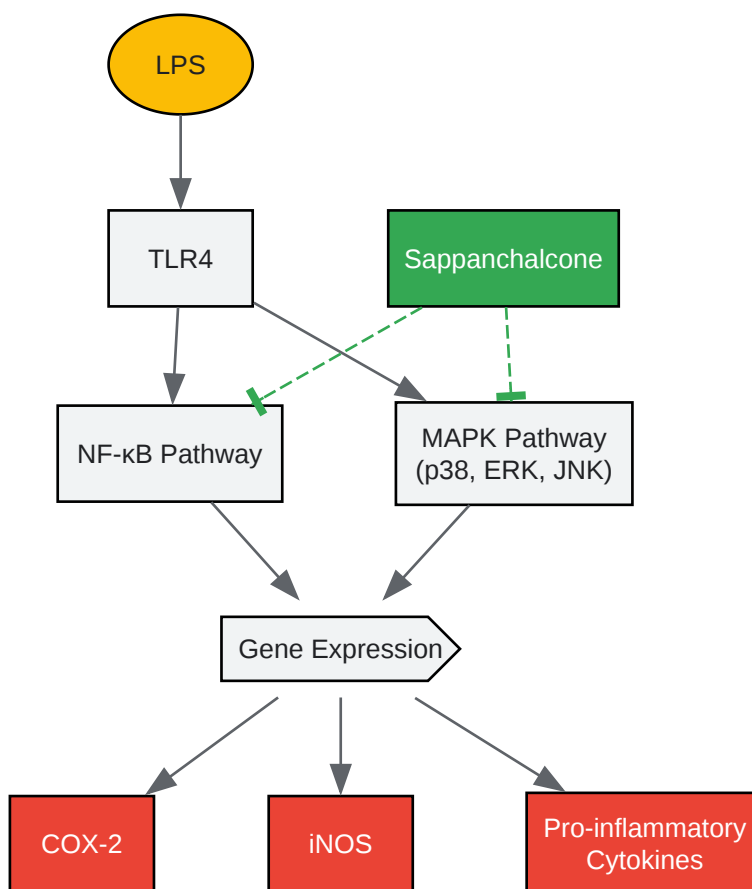 LPS
TLR4
Sappanchalcone
NF-κB Pathway
MAPK Pathway
(p38, ERK, JNK)
Gene Expression
COX-2
iNOS
Pro-inflammatory
Cytokines